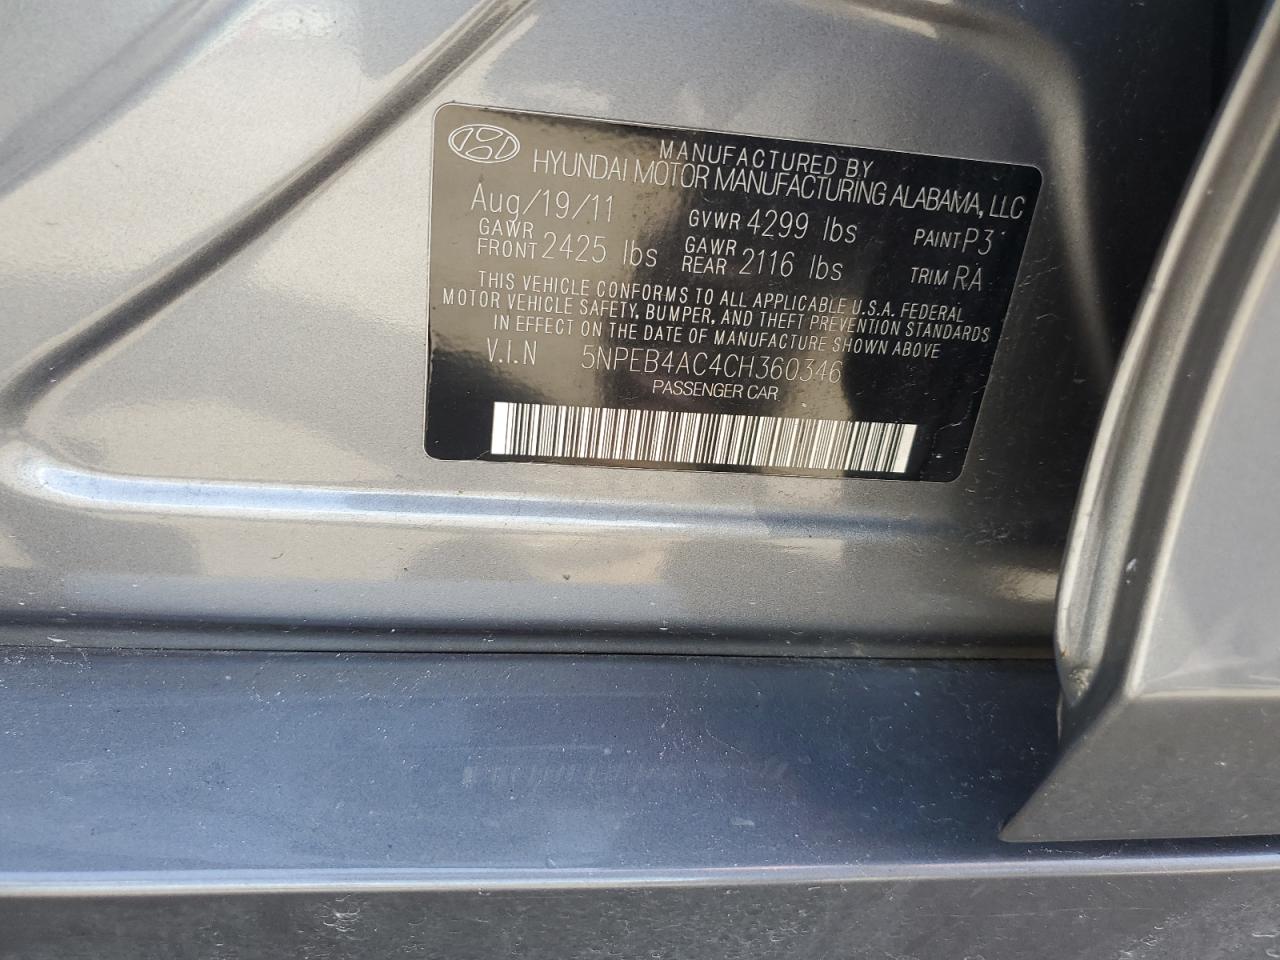 MANUFACTURED BY
HYUNDAI MOTOR MANUFACTURING ALABAMA, LLC
Aug/19/11 GVWR 4299 lbs PAINT P3
GAWR FRONT 2425 lbs GAWR REAR 2116 lbs TRIM RA
THIS VEHICLE CONFORMS TO ALL APPLICABLE U.S.A. FEDERAL
MOTOR VEHICLE SAFETY, BUMPER, AND THEFT PREVENTION STANDARDS
IN EFFECT ON THE DATE OF MANUFACTURE SHOWN ABOVE
V.I.N 5NPEB4AC4CH360346
PASSENGER CAR